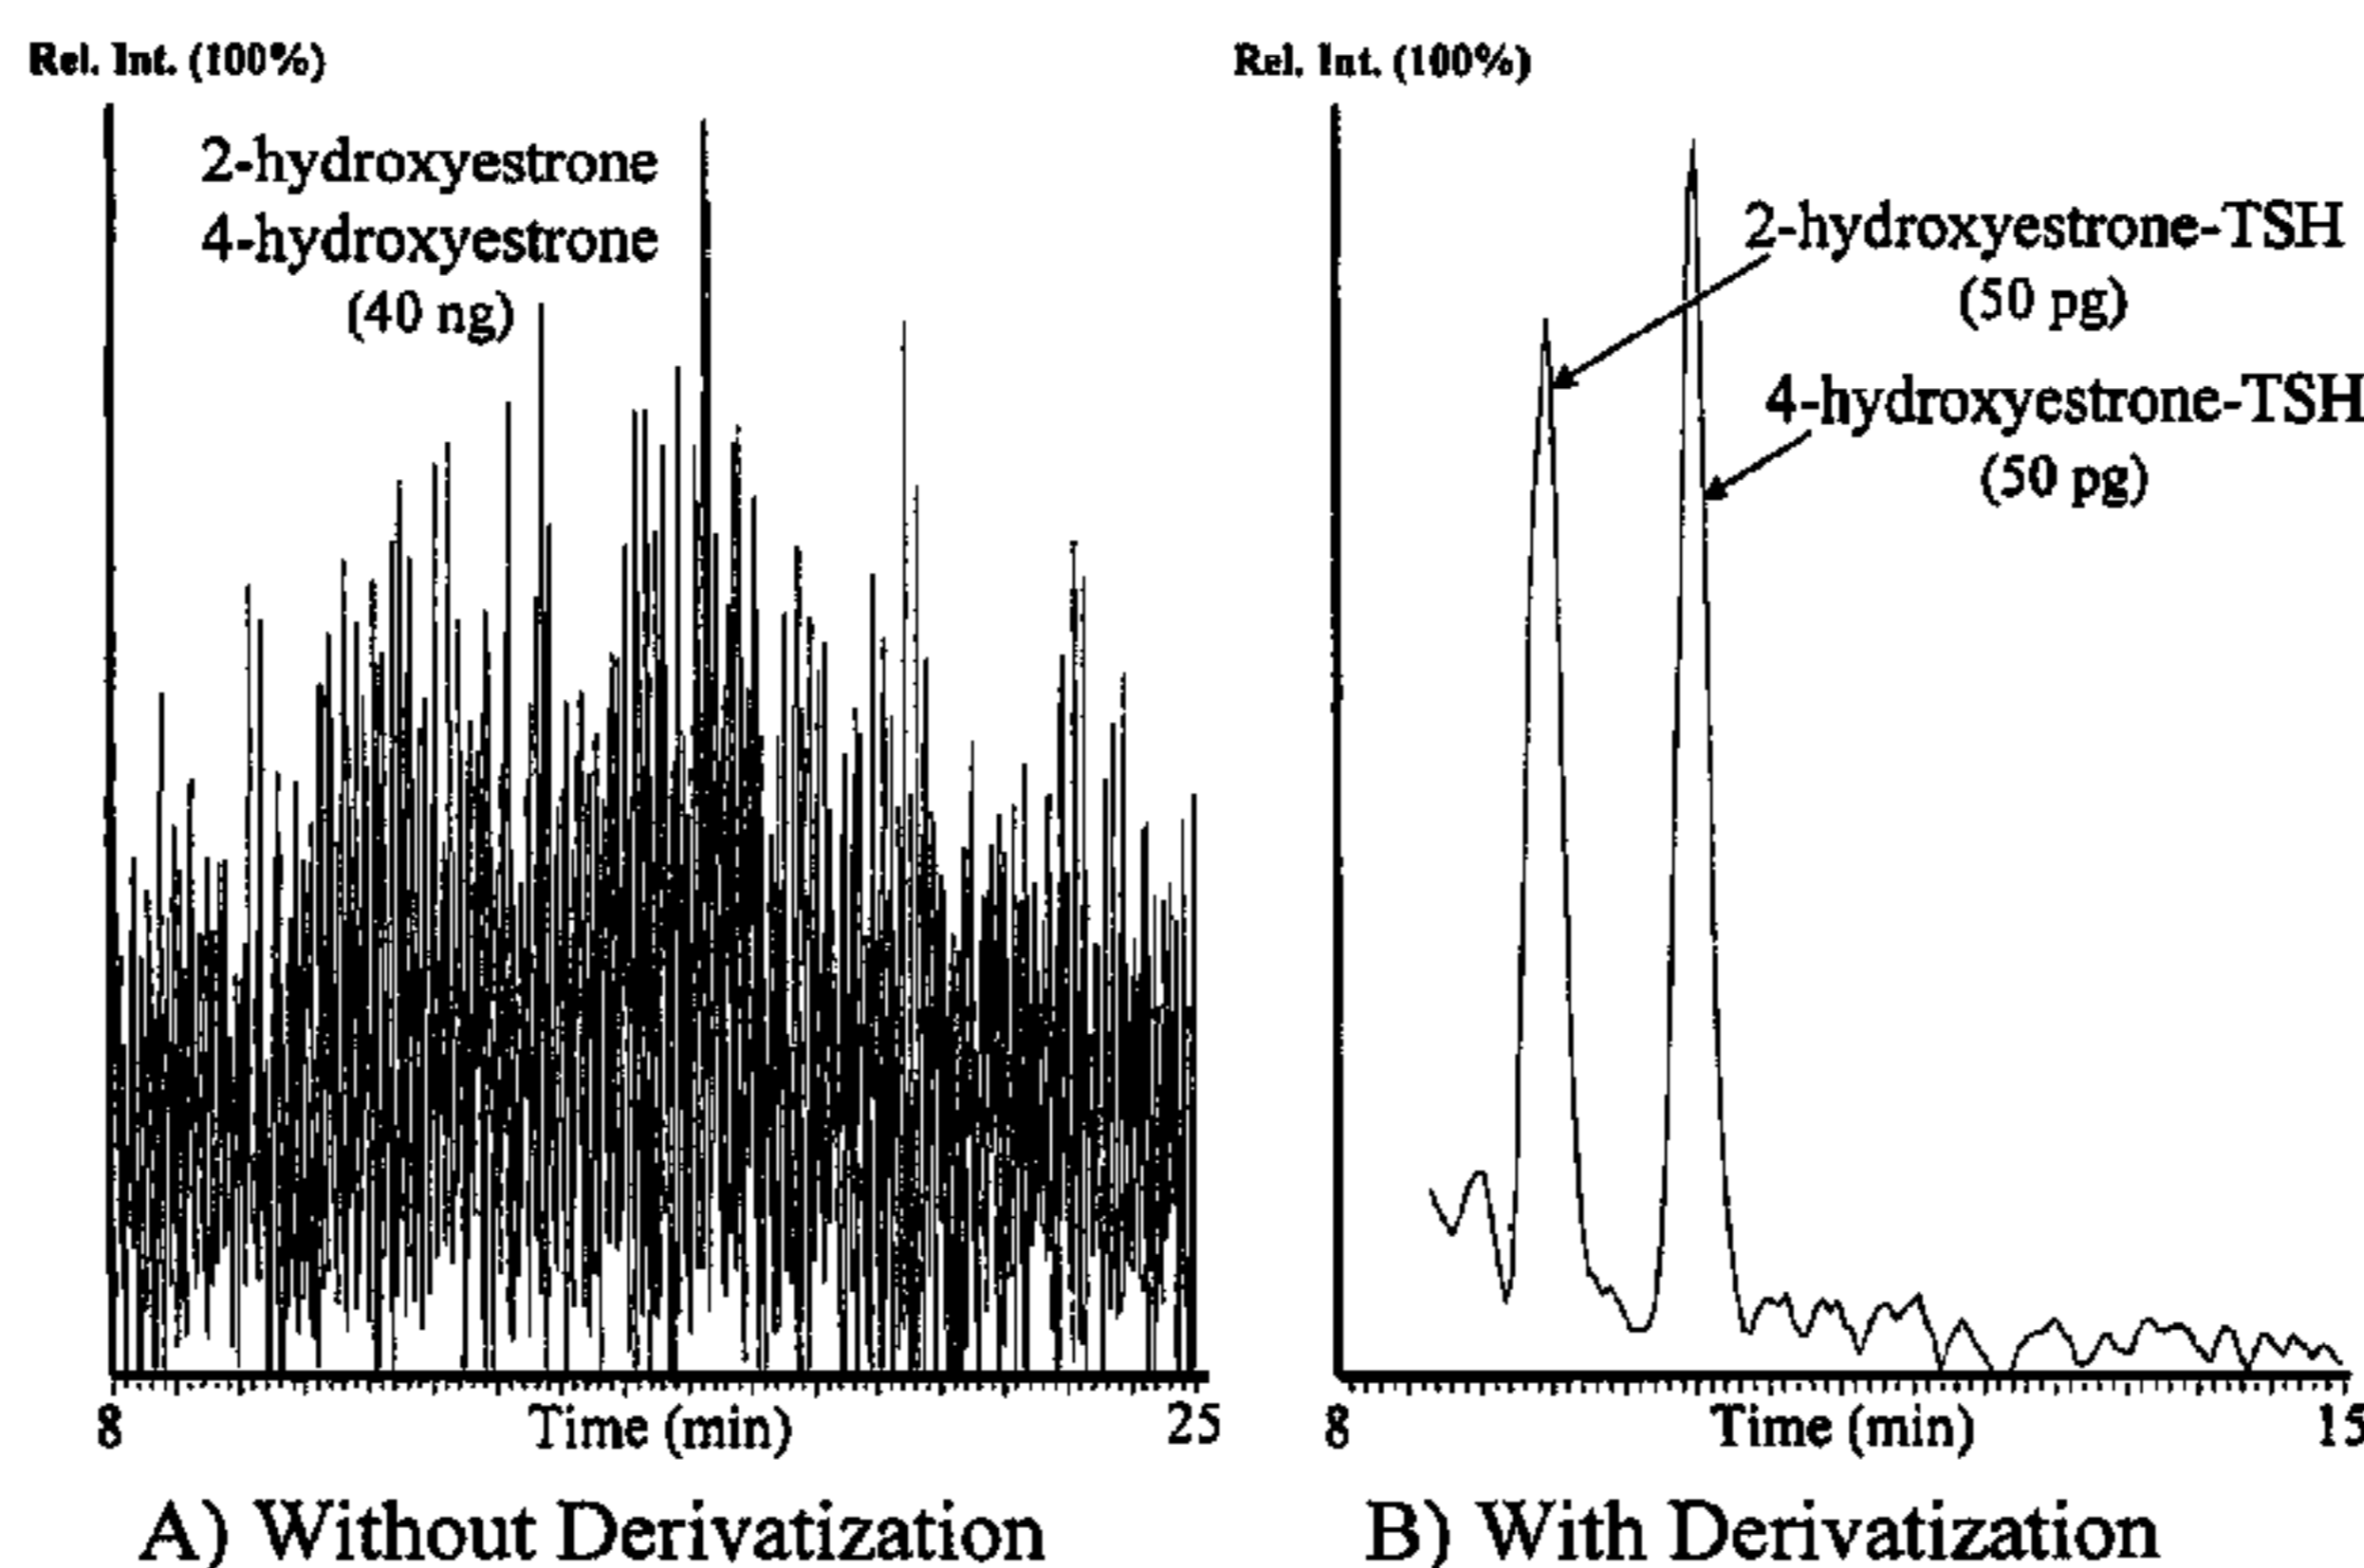 Rel. Int. (100%)
2-hydroxyestrone
4-hydroxyestrone
(40 ng)
8
Time (min)
25
A) Without Derivatization
Rel. Int. (100%)
2-hydroxyestrone-TSH
(50 pg)
4-hydroxyestrone-TSH
(50 pg)
8
Time (min)
15
B) With Derivatization